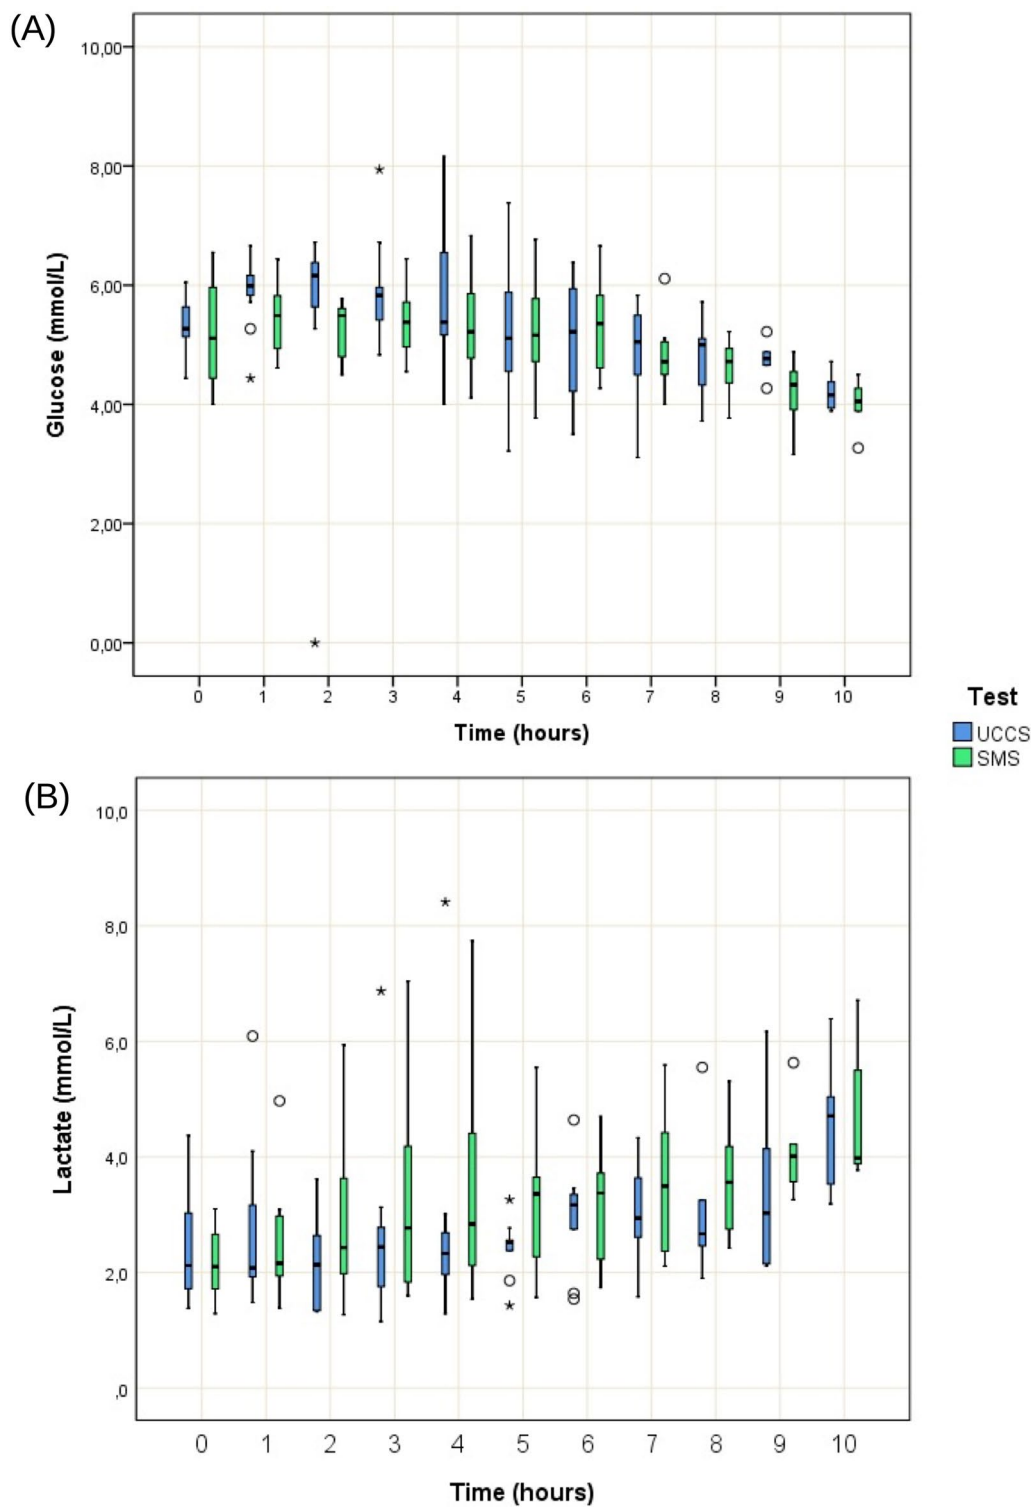 (A)
10,00
8,00
6,00
4,00
2,00
0,00
Glucose (mmol/L)
0 1 2 3 4 5 6 7 8 9 10
Time (hours)
Test
UCCS
SMS
(B)
10,0
8,0
6,0
4,0
2,0
,0
Lactate (mmol/L)
0 1 2 3 4 5 6 7 8 9 10
Time (hours)